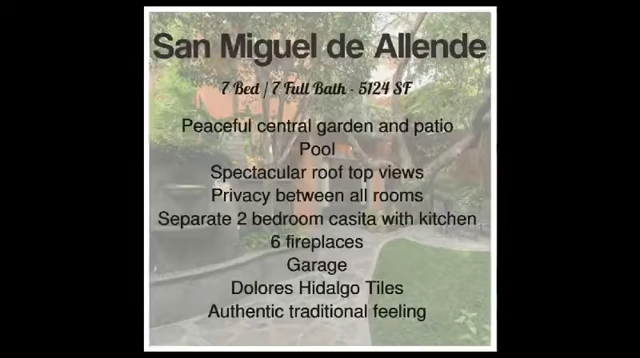 San Miguel de Allende
7 Bed / 7 Full Bath - 5124 SF
Peaceful central garden and patio
Pool
Spectacular roof top views
Privacy between all rooms
Separate 2 bedroom casita with kitchen
6 fireplaces
Garage
Dolores Hidalgo Tiles
Authentic traditional feeling